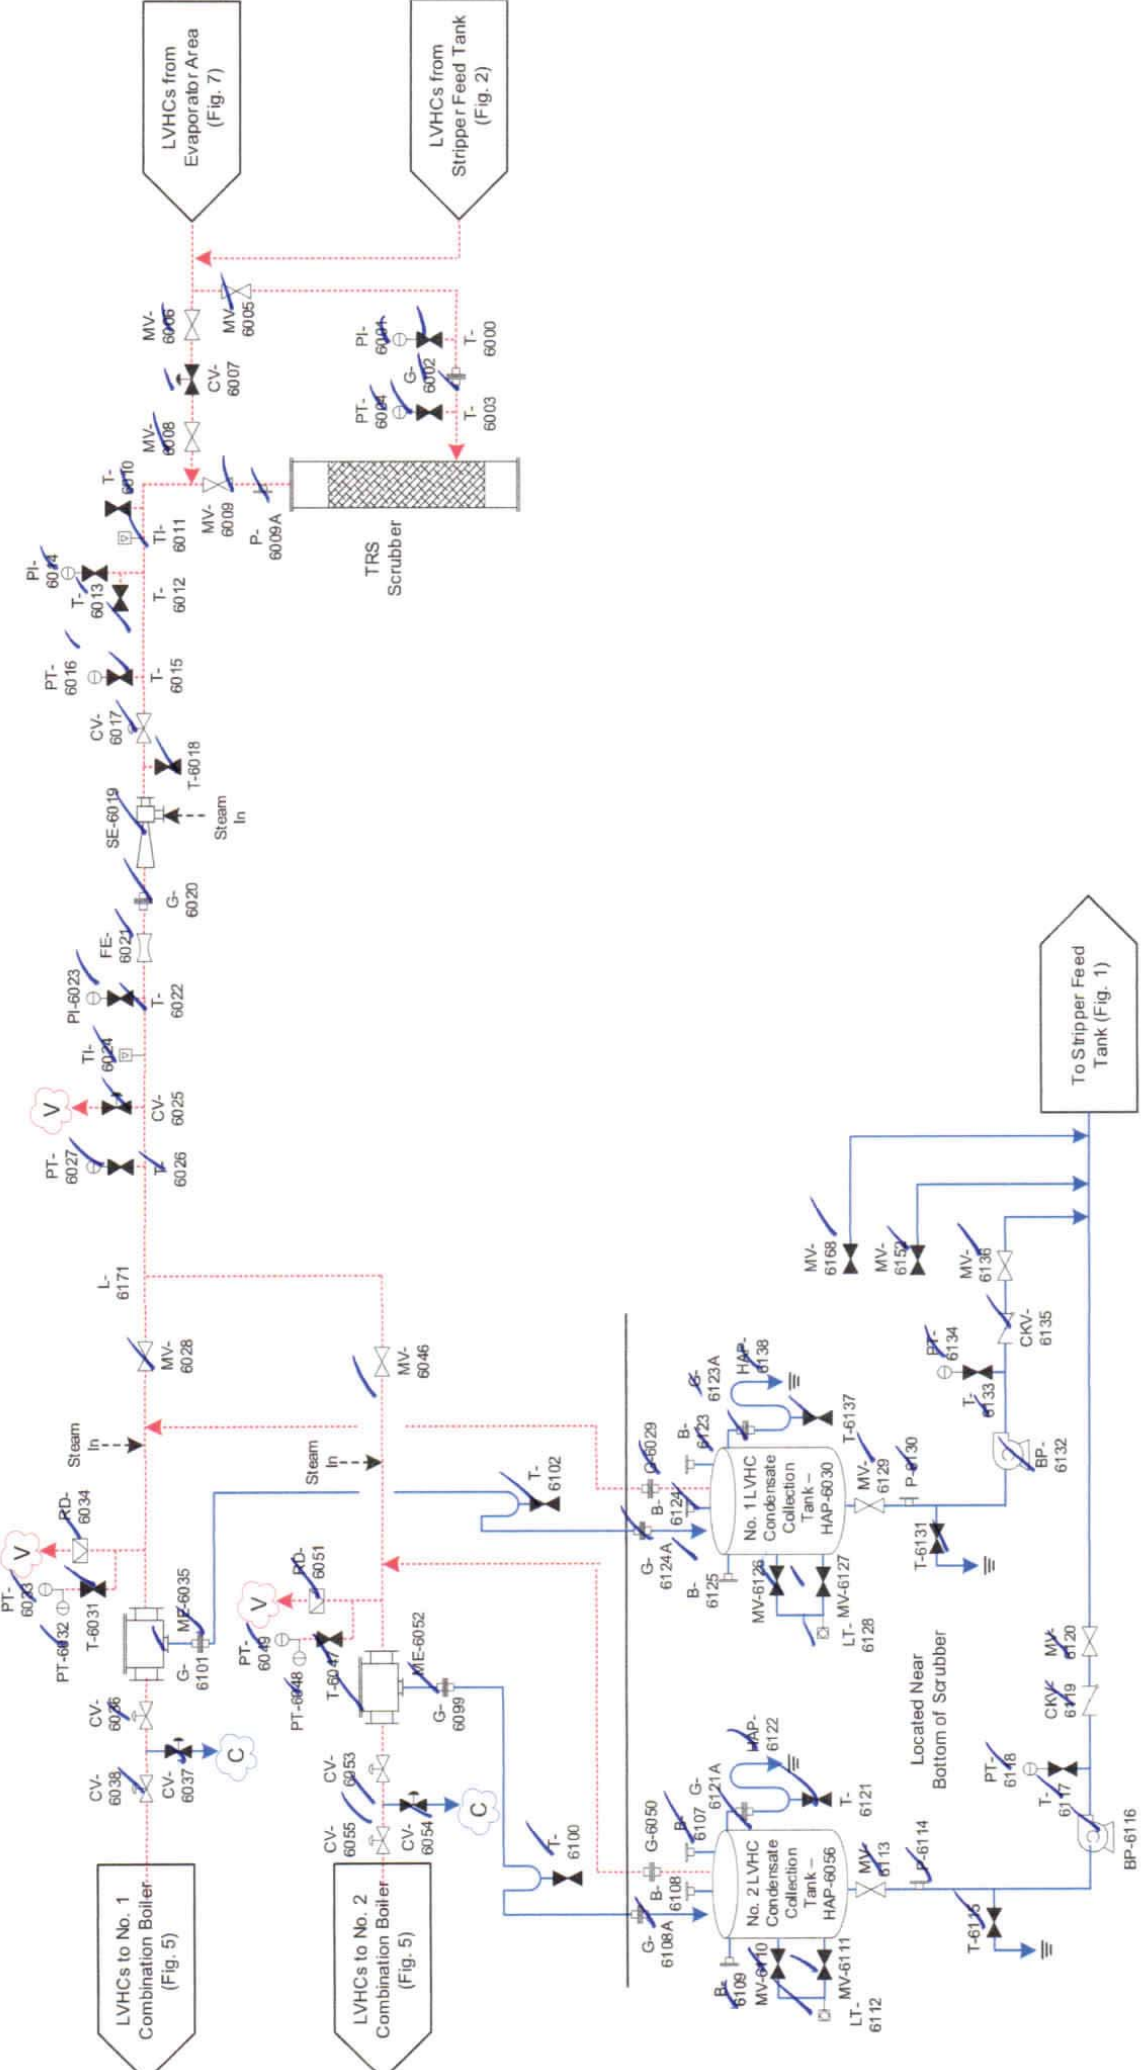 LVHCs to No. 1
Combination Boiler
(Fig. 5)
CV-
6038
CV-
6037
C
CV-
6036
PT-6032
PT-
6033
T-6031
RD-
6034
V
ME-6035
G-
6101
Steam
In
MV-
6028
L-
6171
PT-
6027
T-
6026
V
CV-
6025
TI-
6024
PI-6023
T-
6022
FE-
6021
G-
6020
SE-6019
Steam
In
T-6018
CV-
6017
PT-
6016
T-
6015
PI-
6014
T-
6013
T-
6012
TI-
6011
T-
6010
MV-
6009
P-
6009A
TRS
Scrubber
MV-
6008
CV-
6007
MV-
6006
MV-
6005
LVHCs from
Evaporator Area
(Fig. 7)
PT-
6004
T-
6003
G-
6002
PI-
6001
T-
6000
LVHCs from
Stripper Feed Tank
(Fig. 2)
LVHCs to No. 2
Combination Boiler
(Fig. 5)
CV-
6055
CV-
6054
C
CV-
6053
PT-6048
PT-
6049
T-6047
RD-
6051
V
ME-6052
G-
6099
Steam
In
MV-
6046
T-
6100
T-
6102
G-
6108A
B-
6108
G-6050
B-
6107
G-
6121A
HAP-
6122
T-
6121
B-
6109
MV-6110
MV-6111
LT-
6112
No. 2 LVHC
Condensate
Collection
Tank –
HAP-6056
MV-
6113
P-6114
T-6115
BP-6116
T-
6117
PT-
6118
CKV-
6119
MV-
6120
Located Near
Bottom of Scrubber
G-
6124A
B-
6124
G-6029
B-
6123
G-
6123A
HAP-
6138
T-6137
B-
6125
MV-6126
MV-6127
LT-
6128
No. 1 LVHC
Condensate
Collection
Tank –
HAP-6030
MV-
6129
P-6130
T-6131
BP-
6132
T-
6133
PT-
6134
CKV-
6135
MV-
6136
MV-
6168
MV-
6152
To Stripper Feed
Tank (Fig. 1)